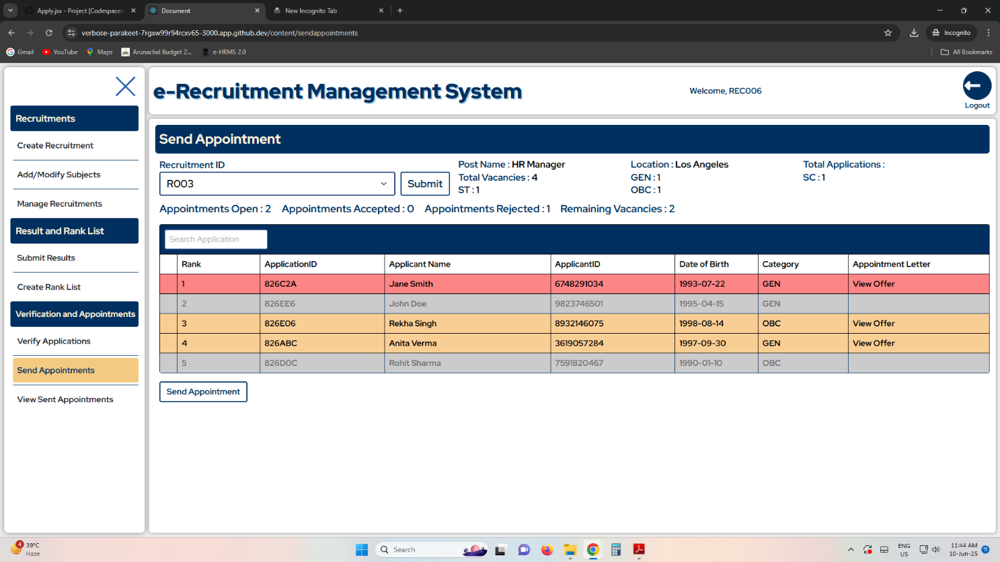 Apply.jsx - Project [Codespaces
Document
New Incognito Tab
verbose-parakeet-7rgxw99r94rcxv65-3000.app.github.dev/content/sendappointments
Incognito
Gmail
YouTube
Maps
Arunachal Budget 2...
e-HRMS 2.0
All Bookmarks
e-Recruitment Management System
Welcome, REC006
Logout
Recruitments
Create Recruitment
Add/Modify Subjects
Manage Recruitments
Result and Rank List
Submit Results
Create Rank List
Verification and Appointments
Verify Applications
Send Appointments
View Sent Appointments
Send Appointment
Recruitment ID
R003
Submit
Post Name : HR Manager
Location : Los Angeles
Total Applications :
Total Vacancies : 4
GEN : 1
SC : 1
ST : 1
OBC : 1
Appointments Open : 2 Appointments Accepted : 0 Appointments Rejected : 1 Remaining Vacancies : 2
Search Application
Rank ApplicationID Applicant Name ApplicantID Date of Birth Category Appointment Letter
1 826C2A Jane Smith 6748291034 1993-07-22 GEN View Offer
2 826EE6 John Doe 9823746501 1995-04-15 GEN
3 826E06 Rekha Singh 8932146075 1998-08-14 OBC View Offer
4 826ABC Anita Verma 3619057284 1997-09-30 GEN View Offer
5 826D0C Rohit Sharma 7591820467 1990-01-10 OBC
Send Appointment
4
39°C
Haze
Search
ENG
US
11:44 AM
10-Jun-25
11